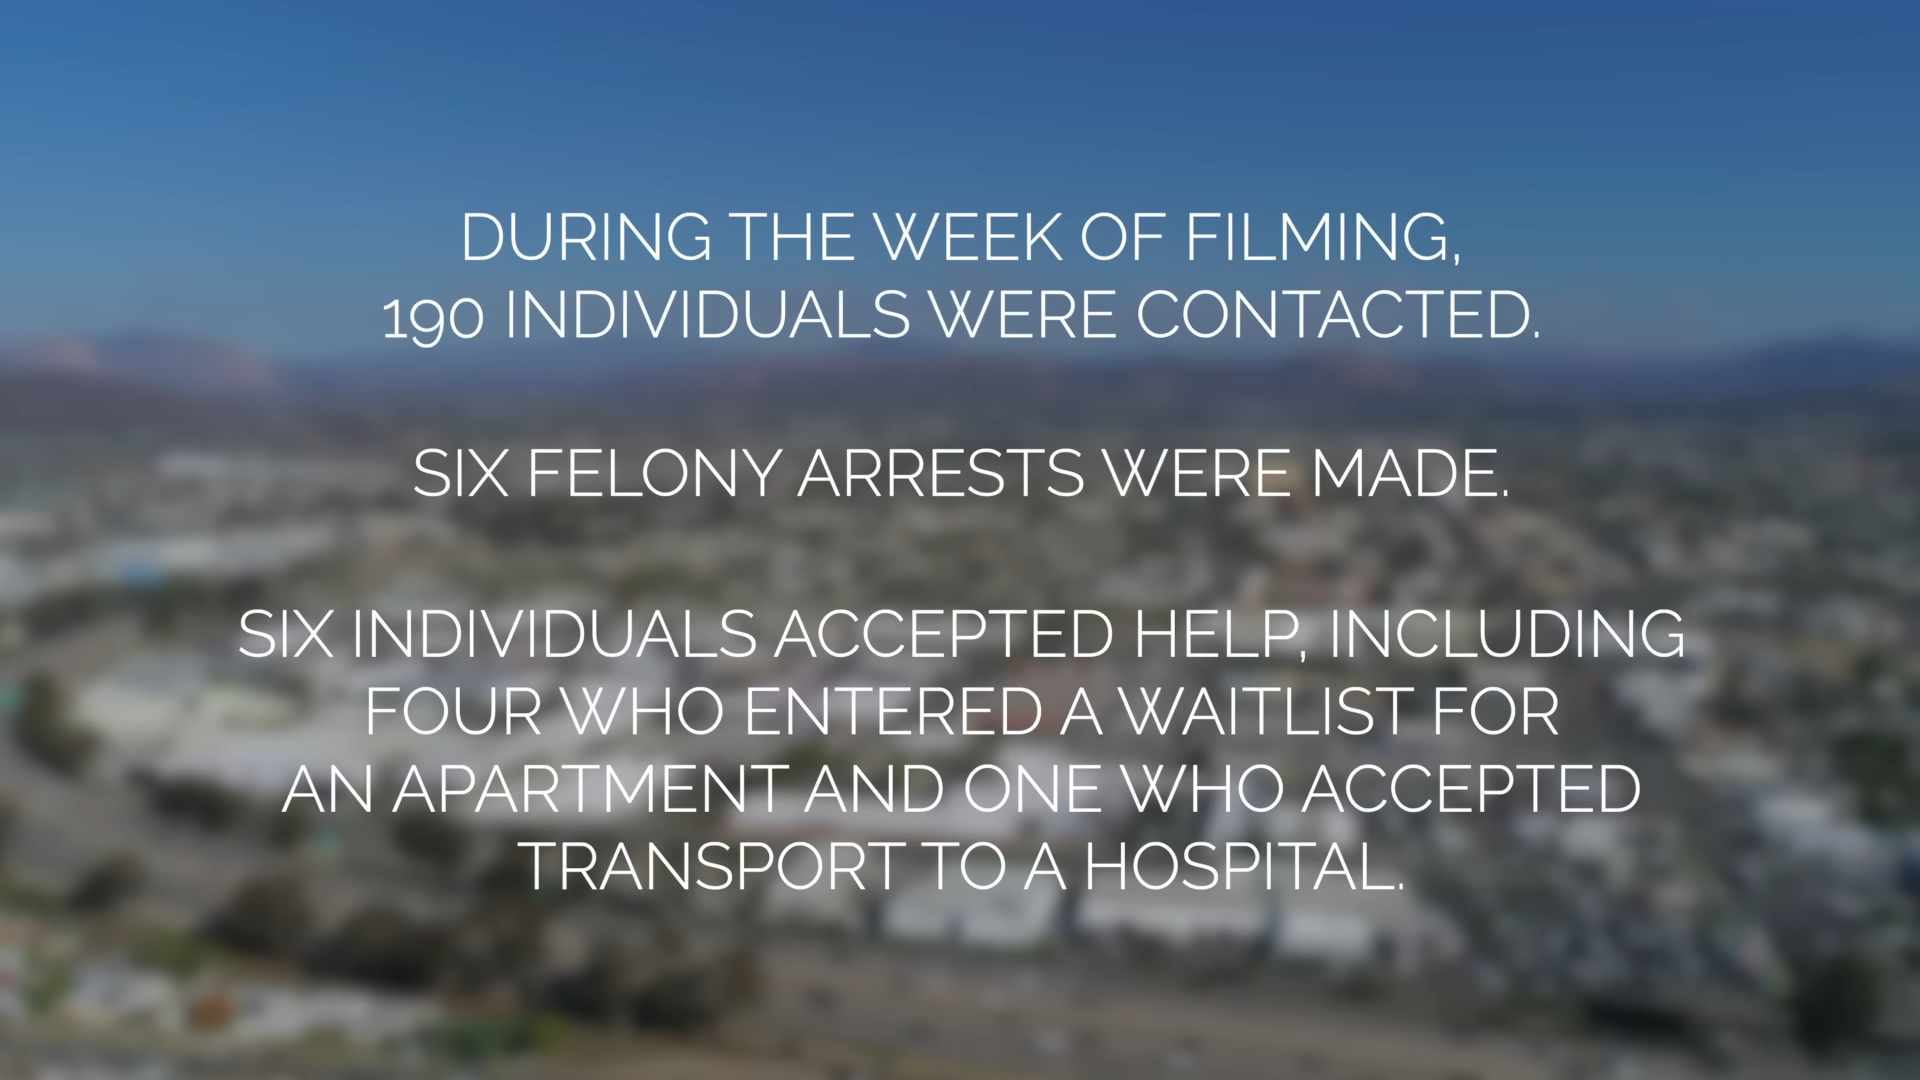 DURING THE WEEK OF FILMING,
190 INDIVIDUALS WERE CONTACTED.
SIX FELONY ARRESTS WERE MADE.
SIX INDIVIDUALS ACCEPTED HELP, INCLUDING
FOUR WHO ENTERED A WAITLIST FOR
AN APARTMENT AND ONE WHO ACCEPTED
TRANSPORT TO A HOSPITAL.